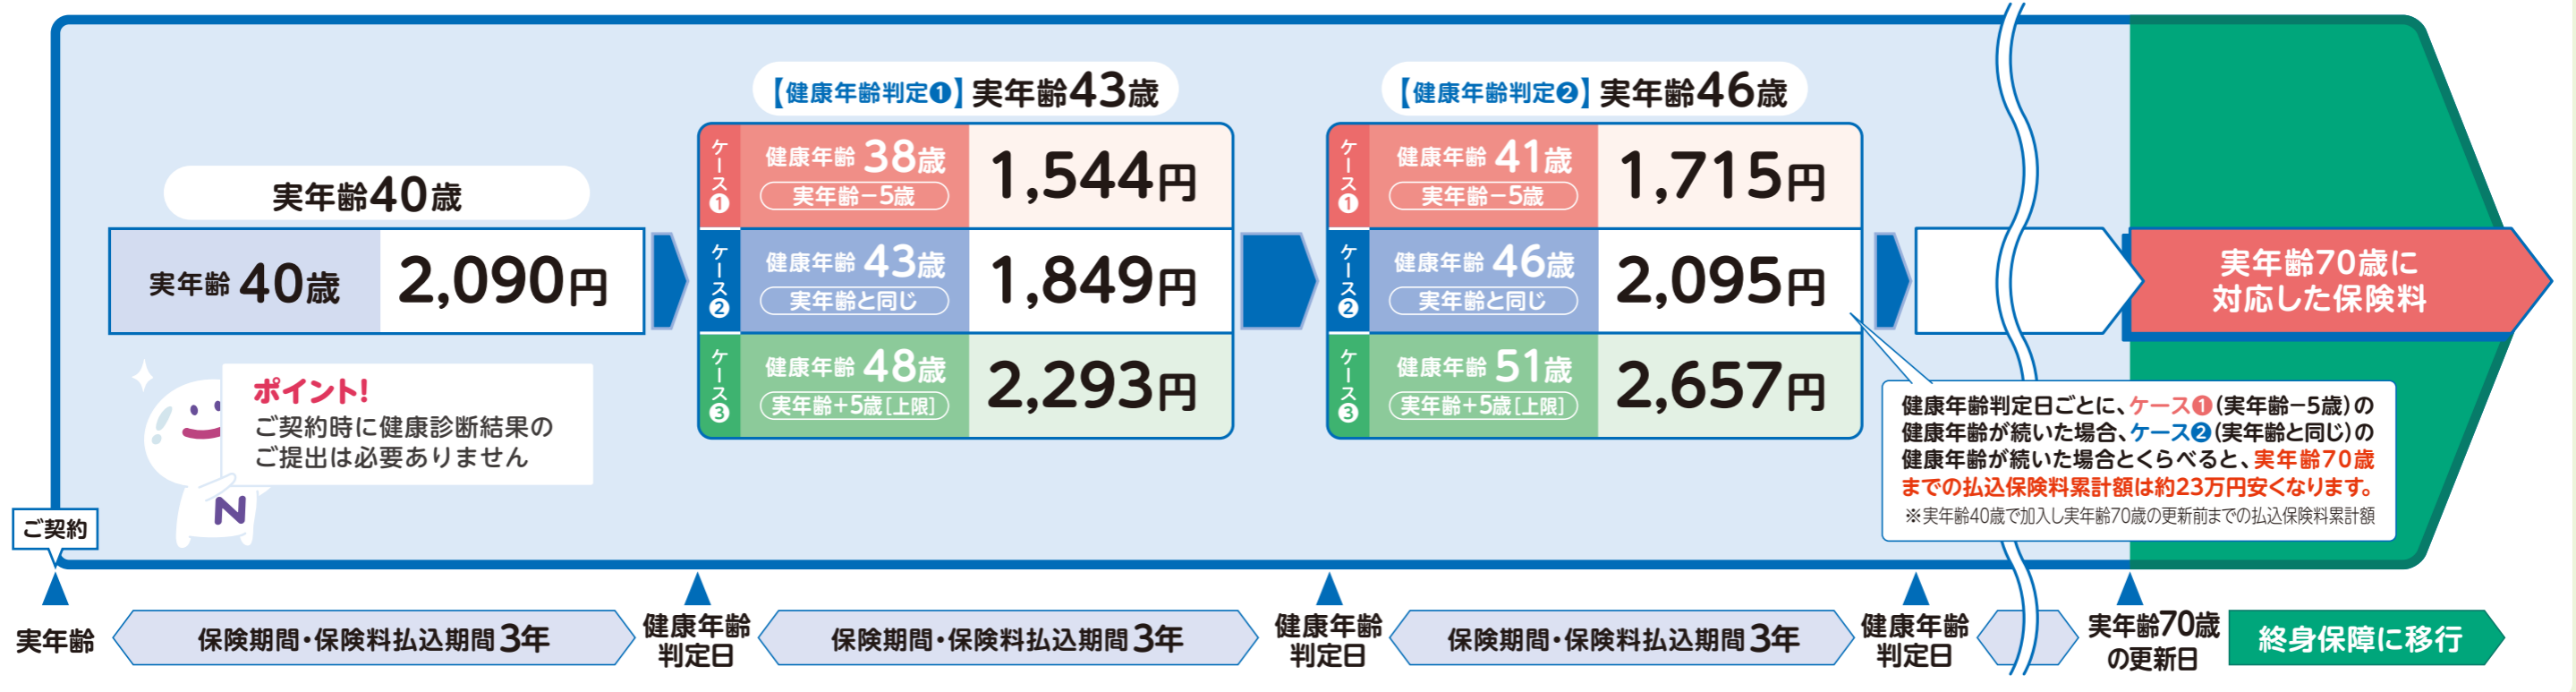 実年齢40歳
実年齢 40歳 2,090円
ポイント!
ご契約時に健康診断結果の
ご提出は必要ありません
N
【健康年齢判定❶】実年齢43歳
ケース❶ 健康年齢 38歳 1,544円
実年齢−5歳
ケース❷ 健康年齢 43歳 1,849円
実年齢と同じ
ケース❸ 健康年齢 48歳 2,293円
実年齢+5歳[上限]
【健康年齢判定❷】実年齢46歳
ケース❶ 健康年齢 41歳 1,715円
実年齢−5歳
ケース❷ 健康年齢 46歳 2,095円
実年齢と同じ
ケース❸ 健康年齢 51歳 2,657円
実年齢+5歳[上限]
実年齢70歳に
対応した保険料
健康年齢判定日ごとに、ケース❶(実年齢−5歳)の
健康年齢が続いた場合、ケース❷(実年齢と同じ)の
健康年齢が続いた場合とくらべると、実年齢70歳
までの払込保険料累計額は約23万円安くなります。
※実年齢40歳で加入し実年齢70歳の更新前までの払込保険料累計額
ご契約
実年齢
保険期間・保険料払込期間3年
健康年齢
判定日
保険期間・保険料払込期間3年
健康年齢
判定日
保険期間・保険料払込期間3年
健康年齢
判定日
実年齢70歳
の更新日
終身保障に移行